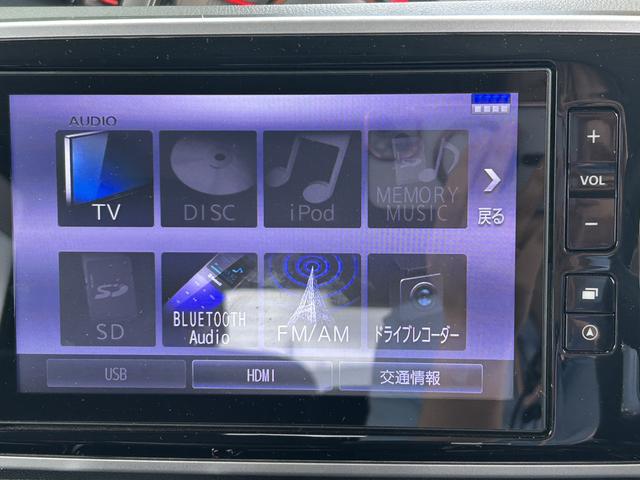 AUDIO
TV
DISC
iPod
MEMORY
MUSIC
戻る
SD
BLUETOOTH
Audio
FM/AM
ドライブレコーダー
USB
HDMI
交通情報
+
VOL
−